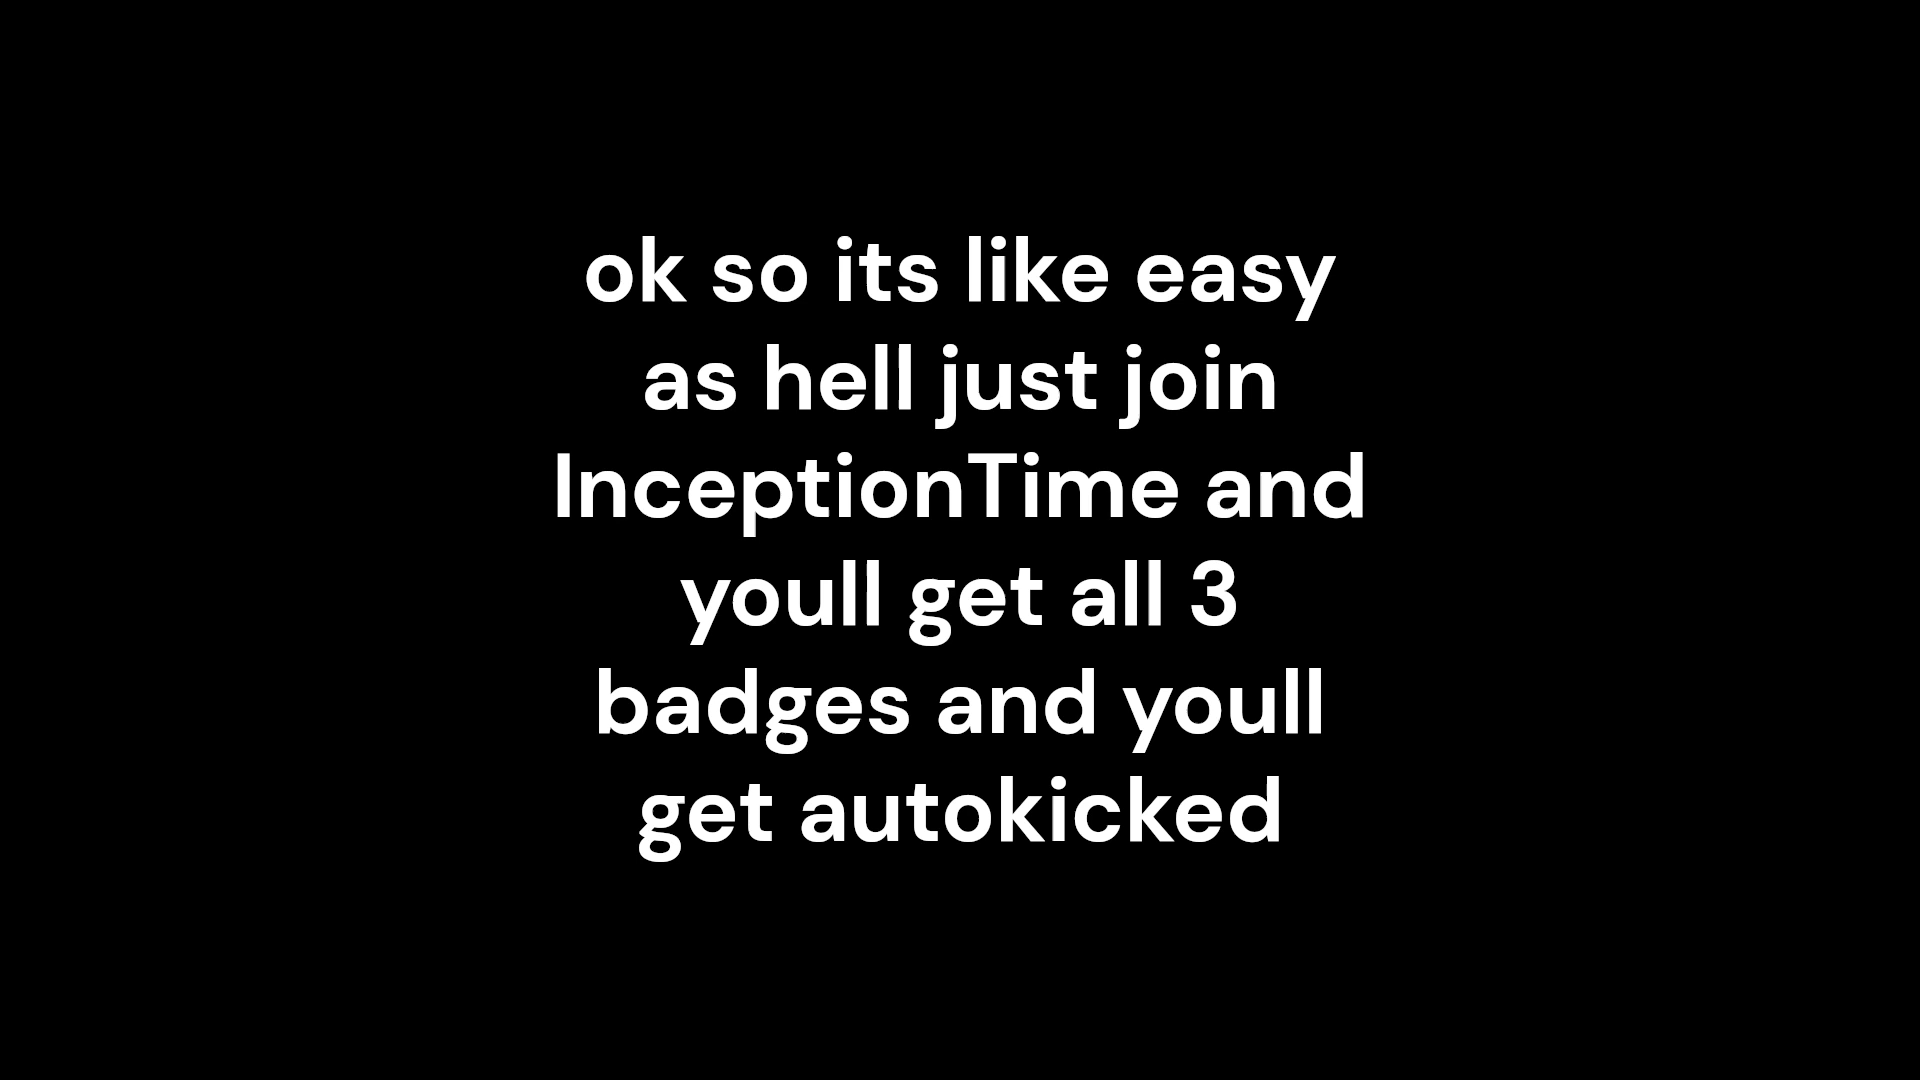 ok so its like easy
as hell just join
InceptionTime and
youll get all 3
badges and youll
get autokicked